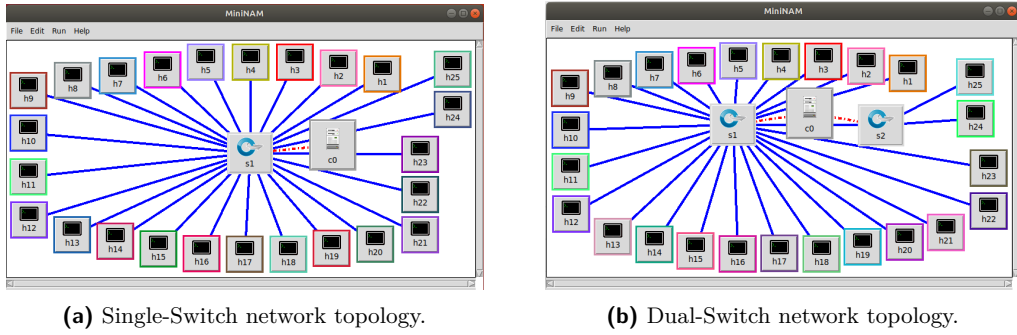 MiniNAM
File Edit Run Help
h9
h8
h7
h6
h5
h4
h3
h2
h1
h25
h24
h10
h11
h12
h13
h14
h15
h16
h17
h18
h19
h20
h21
h22
h23
s1
c0
(a) Single-Switch network topology.
MiniNAM
File Edit Run Help
h9
h8
h7
h6
h5
h4
h3
h2
h1
h25
h24
h10
h11
h12
h13
h14
h15
h16
h17
h18
h19
h20
h21
h22
h23
s1
c0
s2
(b) Dual-Switch network topology.